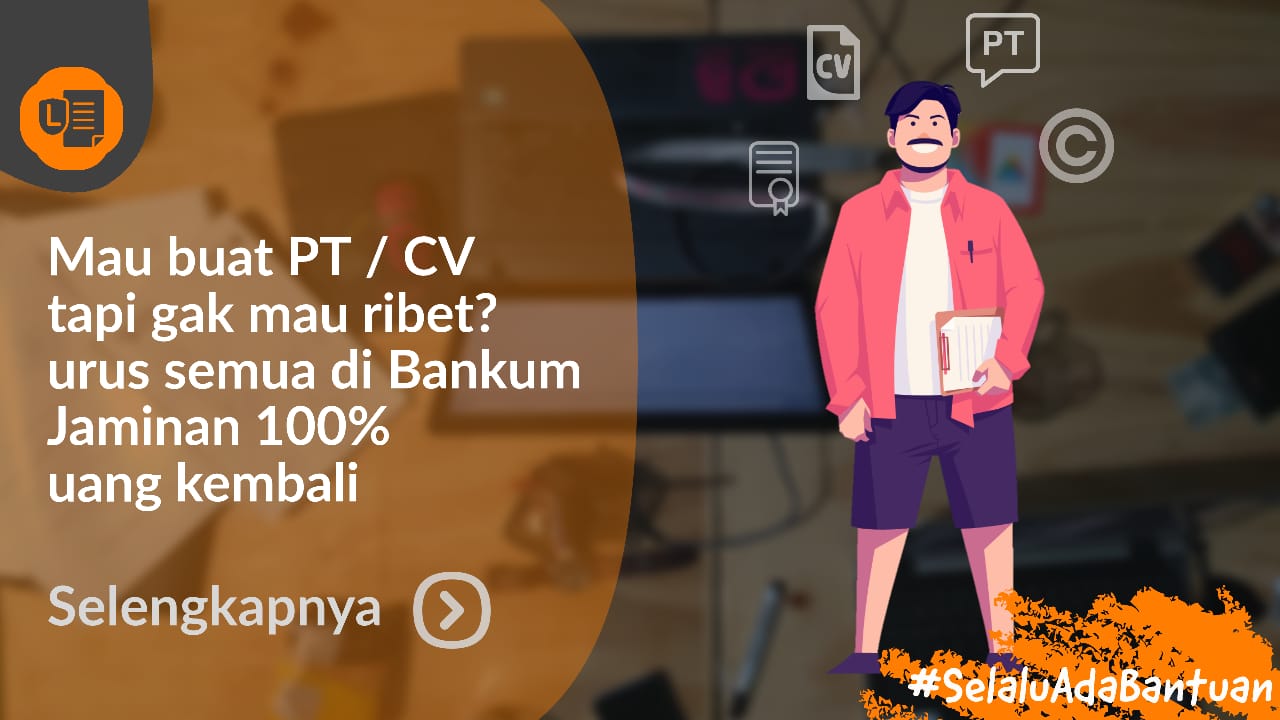 L
CV
PT
©
Mau buat PT / CV
tapi gak mau ribet?
urus semua di Bankum
Jaminan 100%
uang kembali
Selengkapnya
#SelaluAdaBantuan